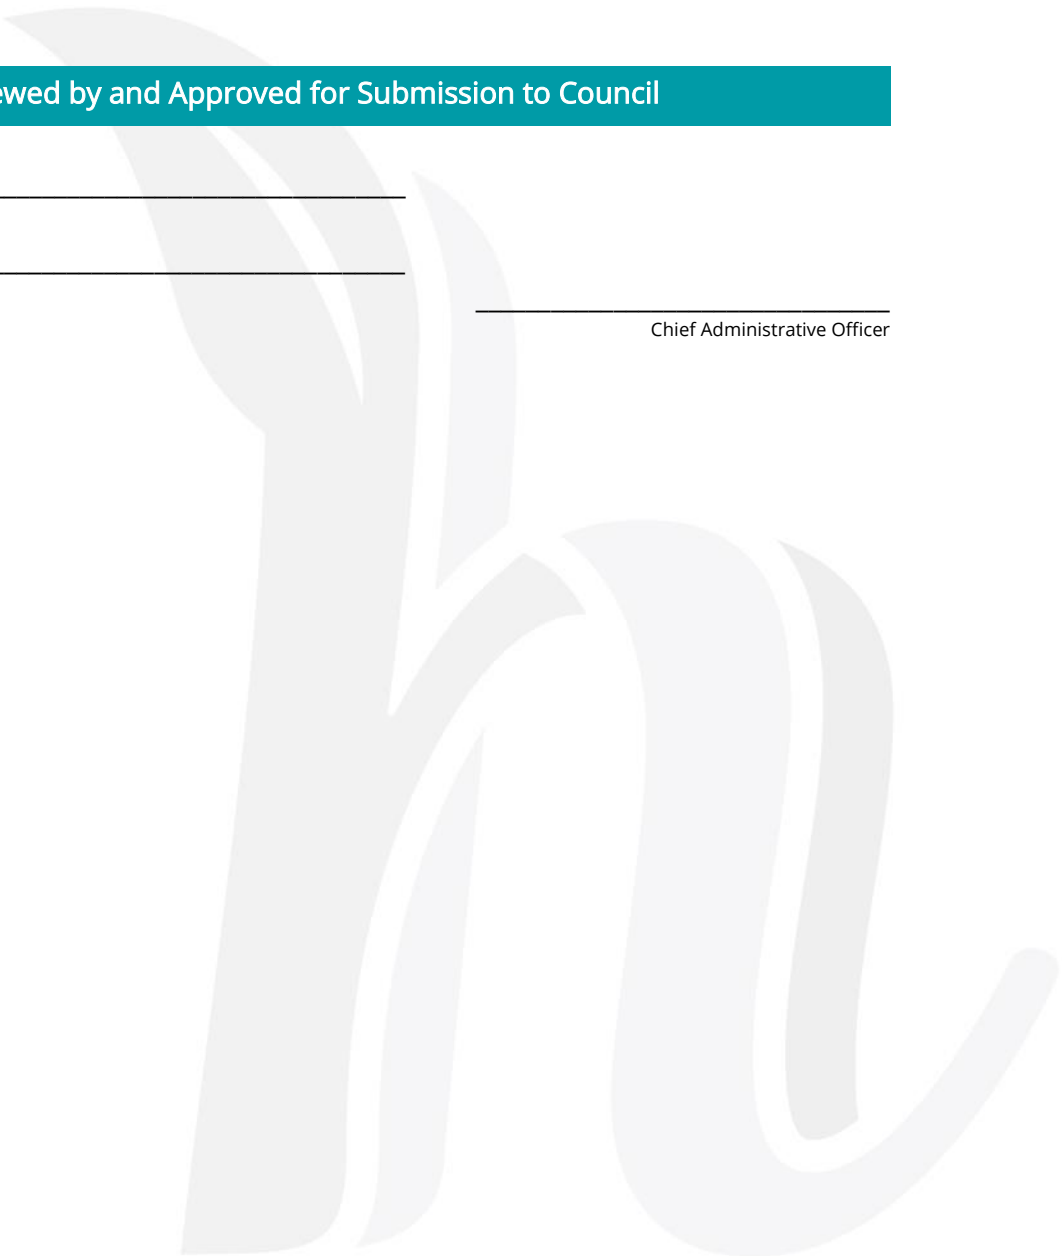 ewed by and Approved for Submission to Council
Chief Administrative Officer